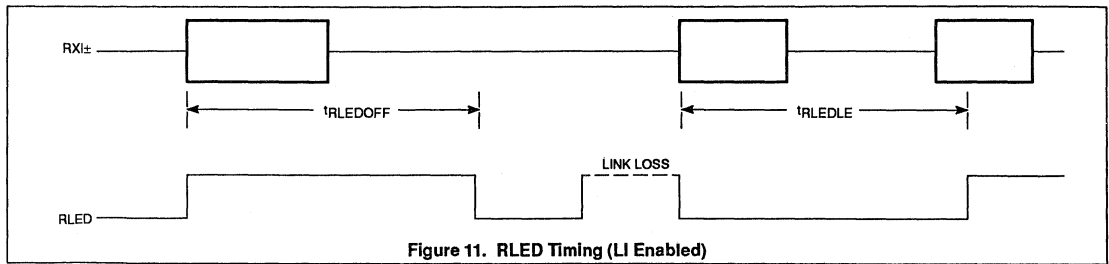 RXI±
tRLEDOFF
tRLEDLE
LINK LOSS
RLED
Figure 11. RLED Timing (LI Enabled)